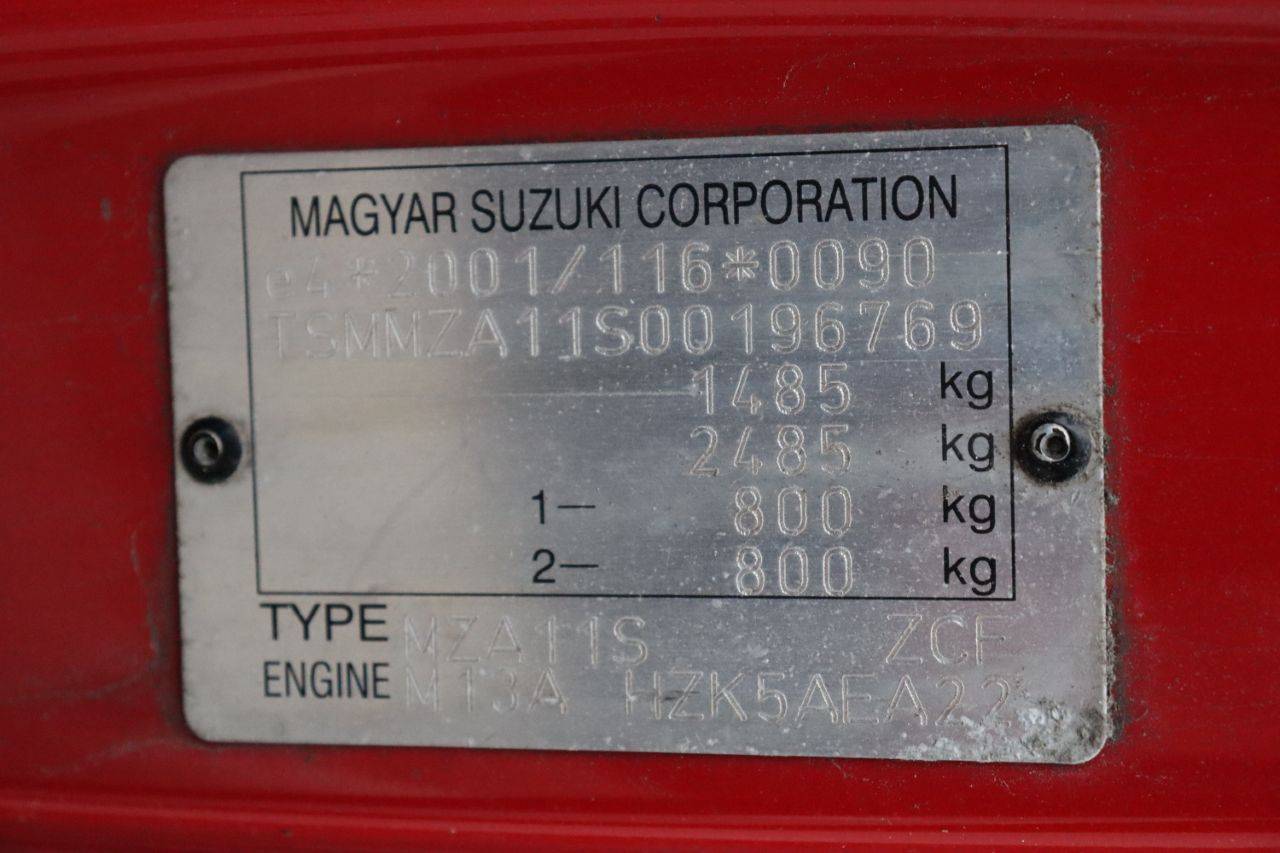 MAGYAR SUZUKI CORPORATION
e4*2001/116*0090
TSMMZA11S00196769
1485 kg
2485 kg
1— 800 kg
2— 800 kg
TYPE MZA11S ZCF
ENGINE M13A HZK5AEA22